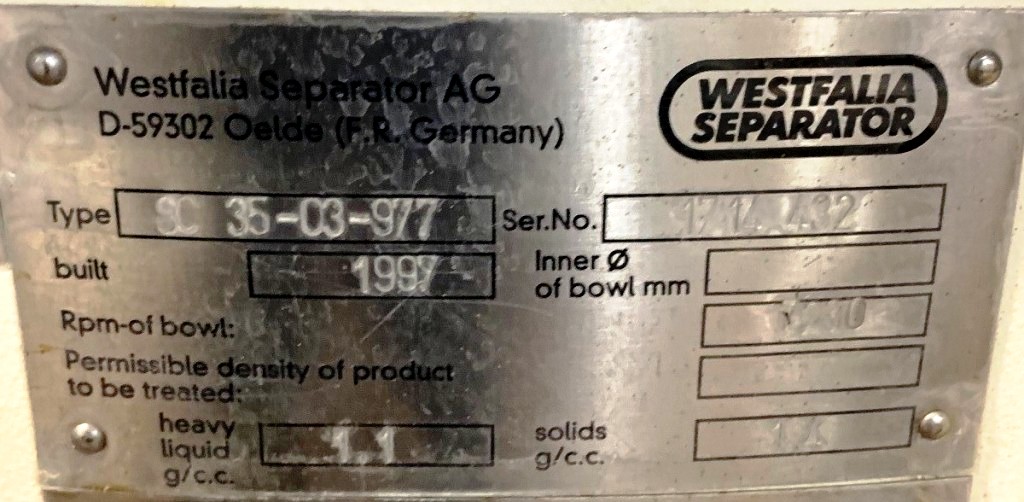 Westfalia Separator AG
D-59302 Oelde (F.R. Germany)
WESTFALIA
SEPARATOR
Type SC 35-03-977 Ser.No.
built 1997 Inner Ø
of bowl mm
Rpm-of bowl:
Permissible density of product
to be treated:
heavy
liquid 1.1
g/c.c.
solids
g/c.c.